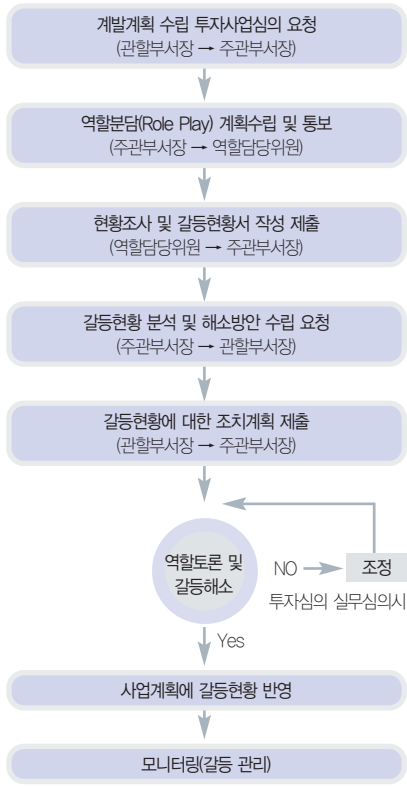 계발계획 수립 투자사업심의 요청
(관할부서장 → 주관부서장)
역할분담(Role Play) 계획수립 및 통보
(주관부서장 → 역할담당위원)
현황조사 및 갈등현황서 작성 제출
(역할담당위원 → 주관부서장)
갈등현황 분석 및 해소방안 수립 요청
(주관부서장 → 관할부서장)
갈등현황에 대한 조치계획 제출
(관할부서장 → 주관부서장)
역할토론 및
갈등해소
NO
조정
투자심의 실무심의시
Yes
사업계획에 갈등현황 반영
모니터링(갈등 관리)